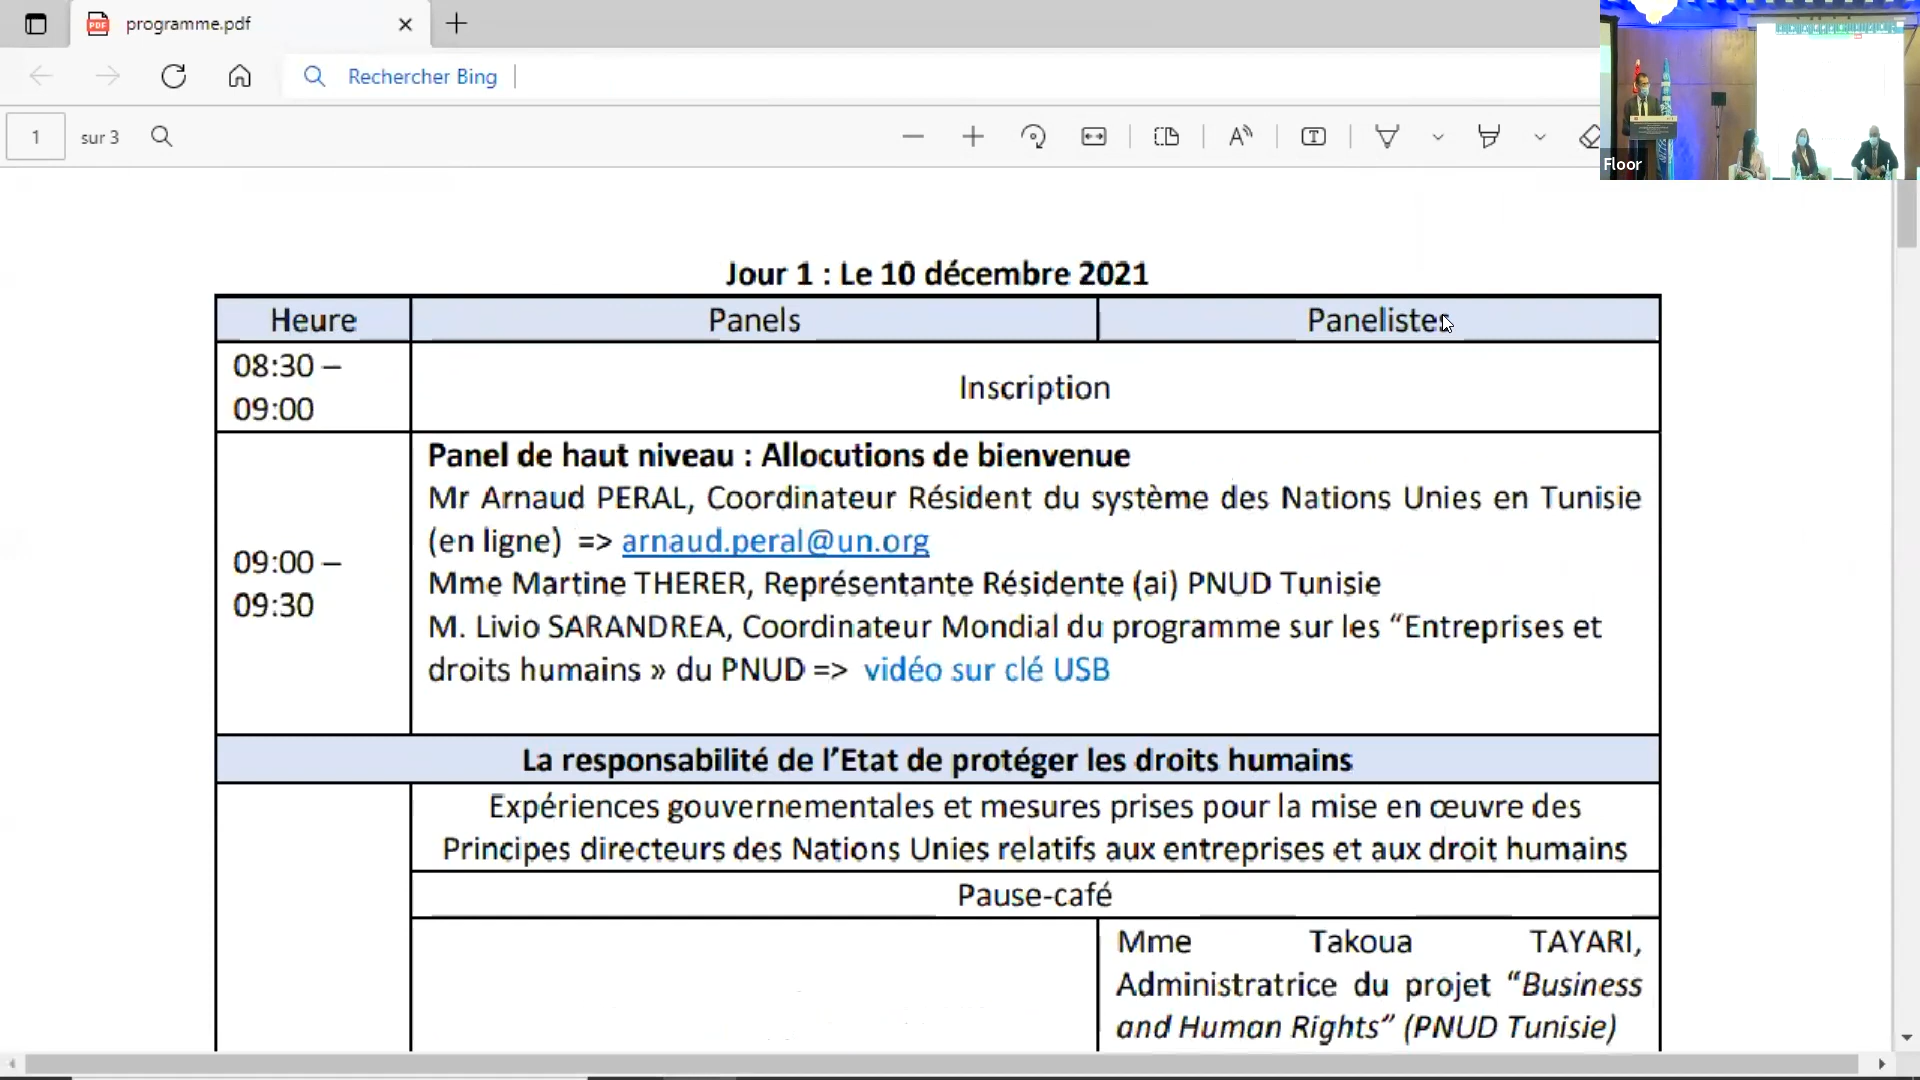 programme.pdf
Rechercher Bing
1 sur 3
Floor
Jour 1 : Le 10 décembre 2021
Heure
Panels
Panelistes
08:30 –
09:00
Inscription
09:00 –
09:30
Panel de haut niveau : Allocutions de bienvenue
Mr Arnaud PERAL, Coordinateur Résident du système des Nations Unies en Tunisie
(en ligne) => arnaud.peral@un.org
Mme Martine THERER, Représentante Résidente (ai) PNUD Tunisie
M. Livio SARANDREA, Coordinateur Mondial du programme sur les “Entreprises et
droits humains » du PNUD => vidéo sur clé USB
La responsabilité de l’Etat de protéger les droits humains
Expériences gouvernementales et mesures prises pour la mise en œuvre des
Principes directeurs des Nations Unies relatifs aux entreprises et aux droit humains
Pause-café
Mme Takoua TAYARI,
Administratrice du projet “Business
and Human Rights” (PNUD Tunisie)